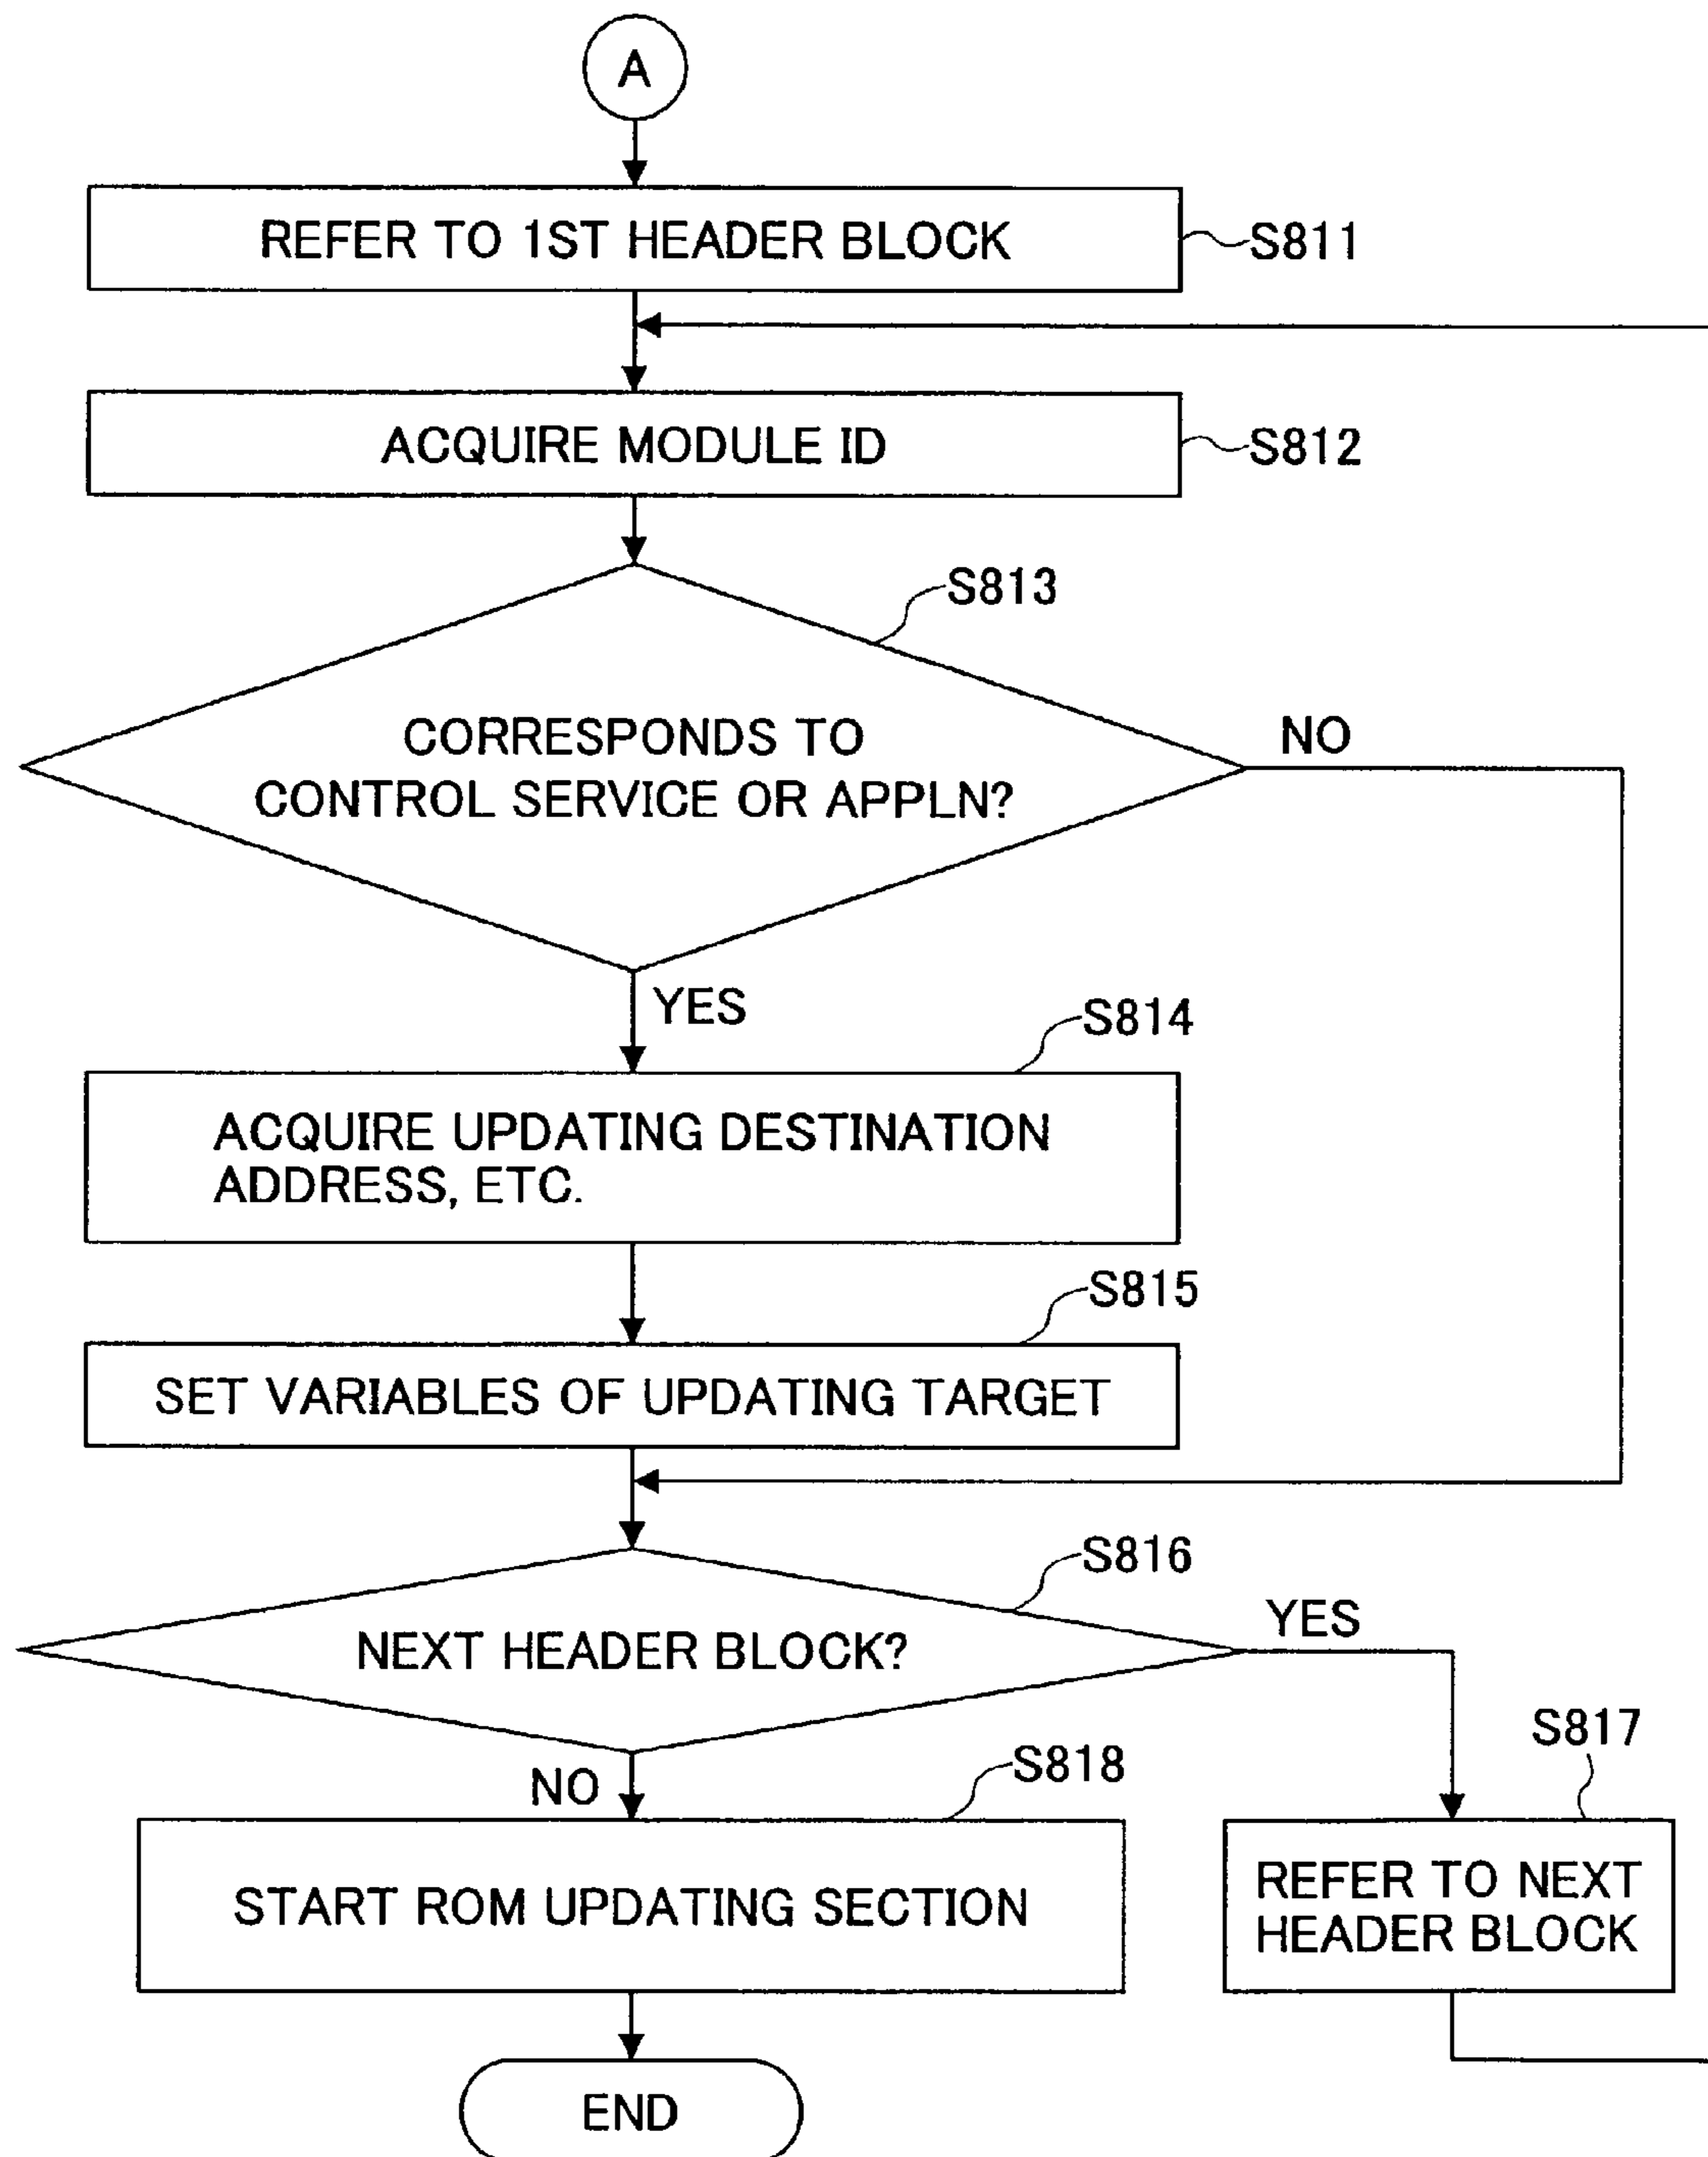 A
REFER TO 1ST HEADER BLOCK
S811
ACQUIRE MODULE ID
S812
S813
CORRESPONDS TO
CONTROL SERVICE OR APPLN?
NO
YES
S814
ACQUIRE UPDATING DESTINATION
ADDRESS, ETC.
S815
SET VARIABLES OF UPDATING TARGET
S816
NEXT HEADER BLOCK?
YES
NO
S818
S817
START ROM UPDATING SECTION
REFER TO NEXT
HEADER BLOCK
END